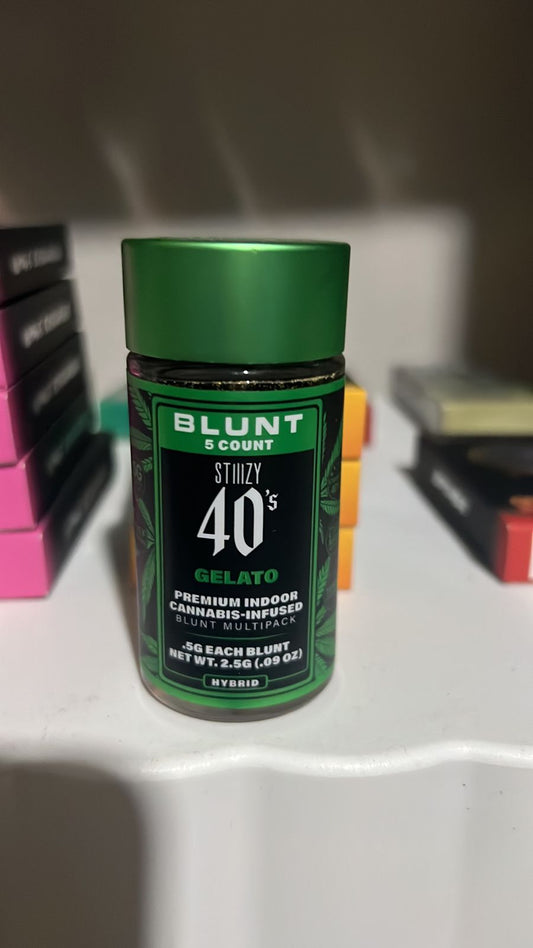 BLUNT
5 COUNT
STIIIZY
40's
GELATO
PREMIUM INDOOR
CANNABIS-INFUSED
BLUNT MULTIPACK
.5G EACH BLUNT
NET WT. 2.5G (.09 OZ)
HYBRID